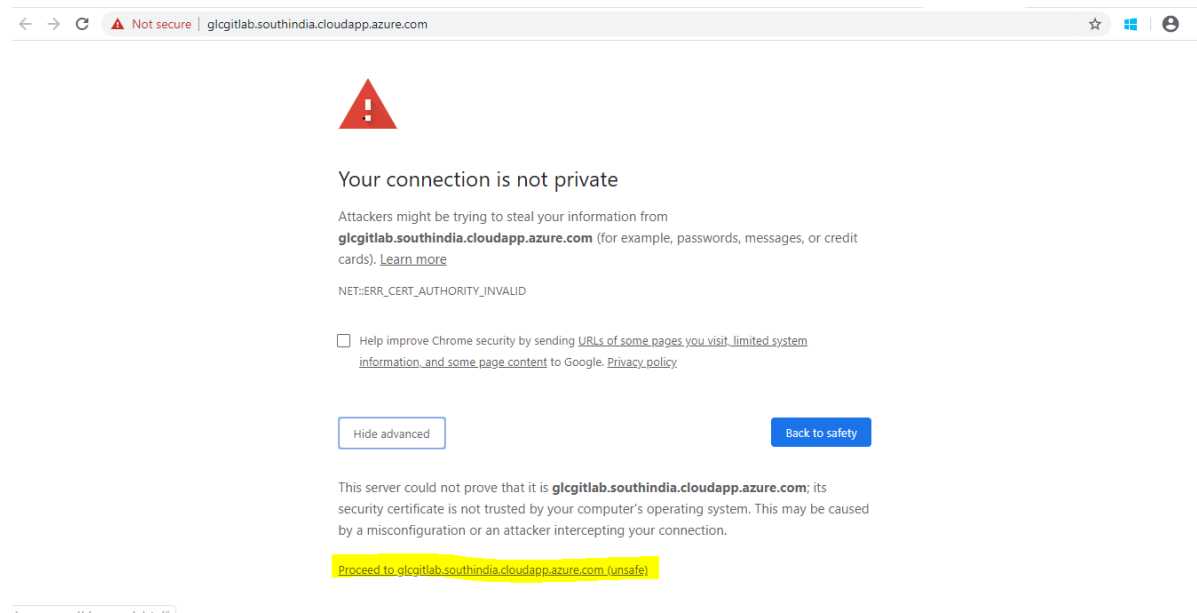 Not secure | glcgitlab.southindia.cloudapp.azure.com
Your connection is not private
Attackers might be trying to steal your information from
glcgitlab.southindia.cloudapp.azure.com (for example, passwords, messages, or credit
cards). Learn more
NET::ERR_CERT_AUTHORITY_INVALID
Help improve Chrome security by sending URLs of some pages you visit, limited system
information, and some page content to Google. Privacy policy
Hide advanced
Back to safety
This server could not prove that it is glcgitlab.southindia.cloudapp.azure.com; its
security certificate is not trusted by your computer's operating system. This may be caused
by a misconfiguration or an attacker intercepting your connection.
Proceed to glcgitlab.southindia.cloudapp.azure.com (unsafe)